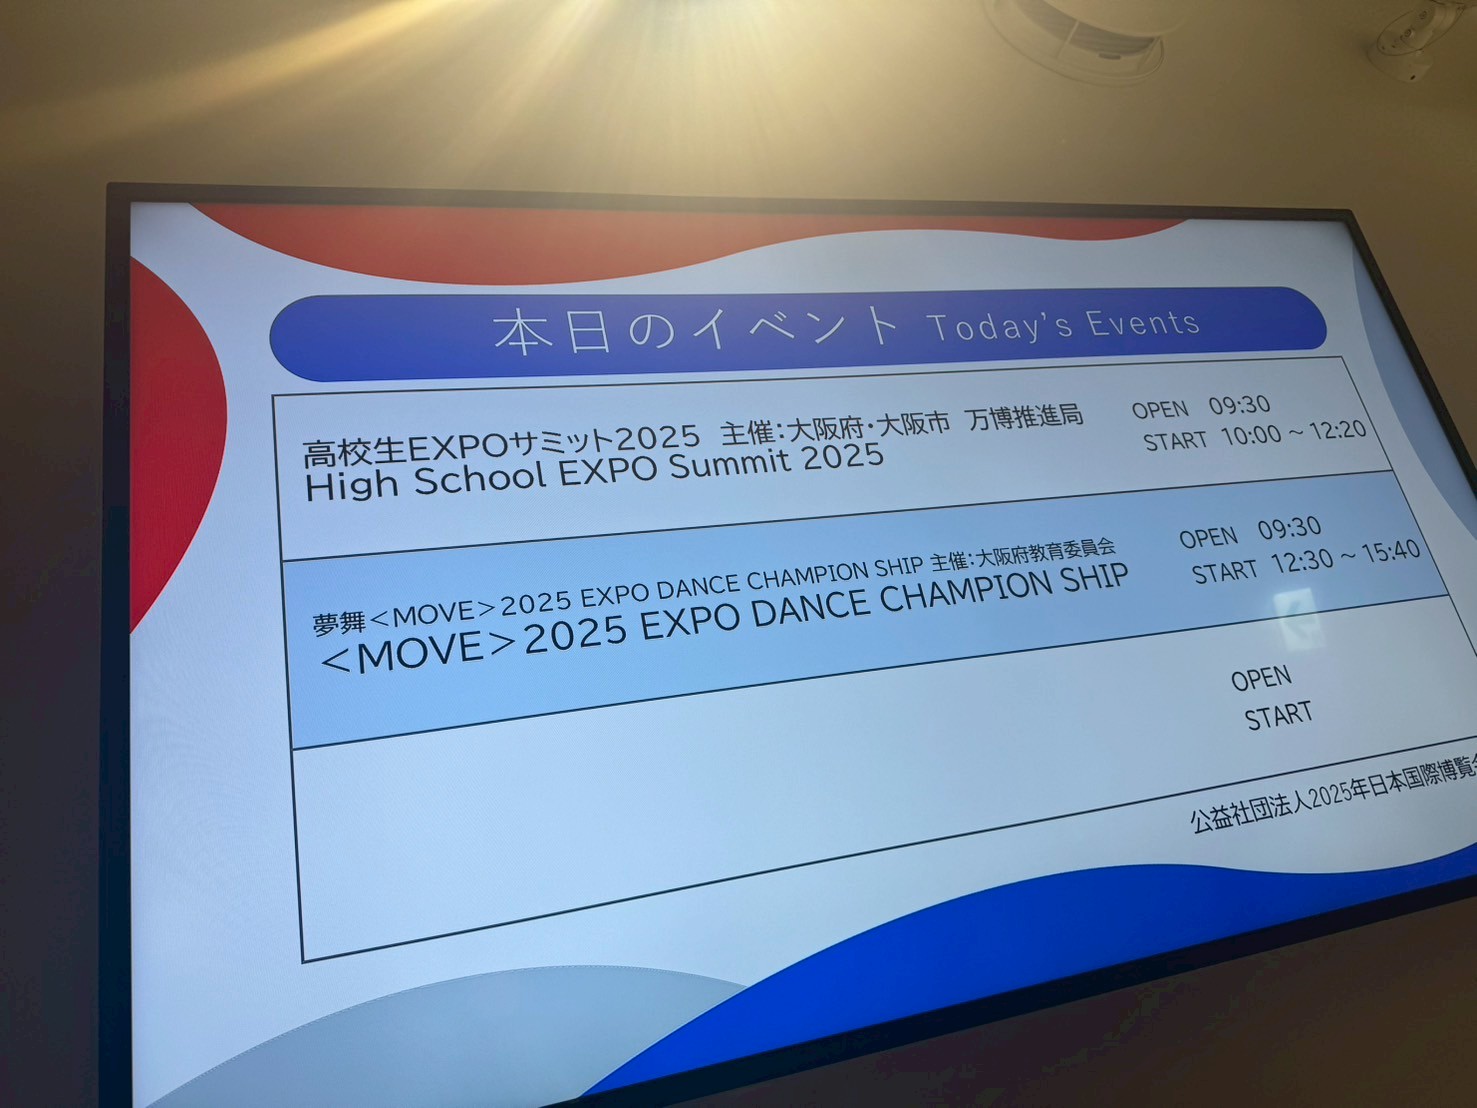 本日のイベント Today's Events
高校生EXPOサミット2025 主催:大阪府・大阪市 万博推進局
High School EXPO Summit 2025
OPEN 09:30
START 10:00 ~ 12:20
夢舞<MOVE>2025 EXPO DANCE CHAMPION SHIP 主催:大阪府教育委員会
<MOVE>2025 EXPO DANCE CHAMPION SHIP
OPEN 09:30
START 12:30 ~ 15:40
OPEN
START
公益社団法人2025年日本国際博覧会